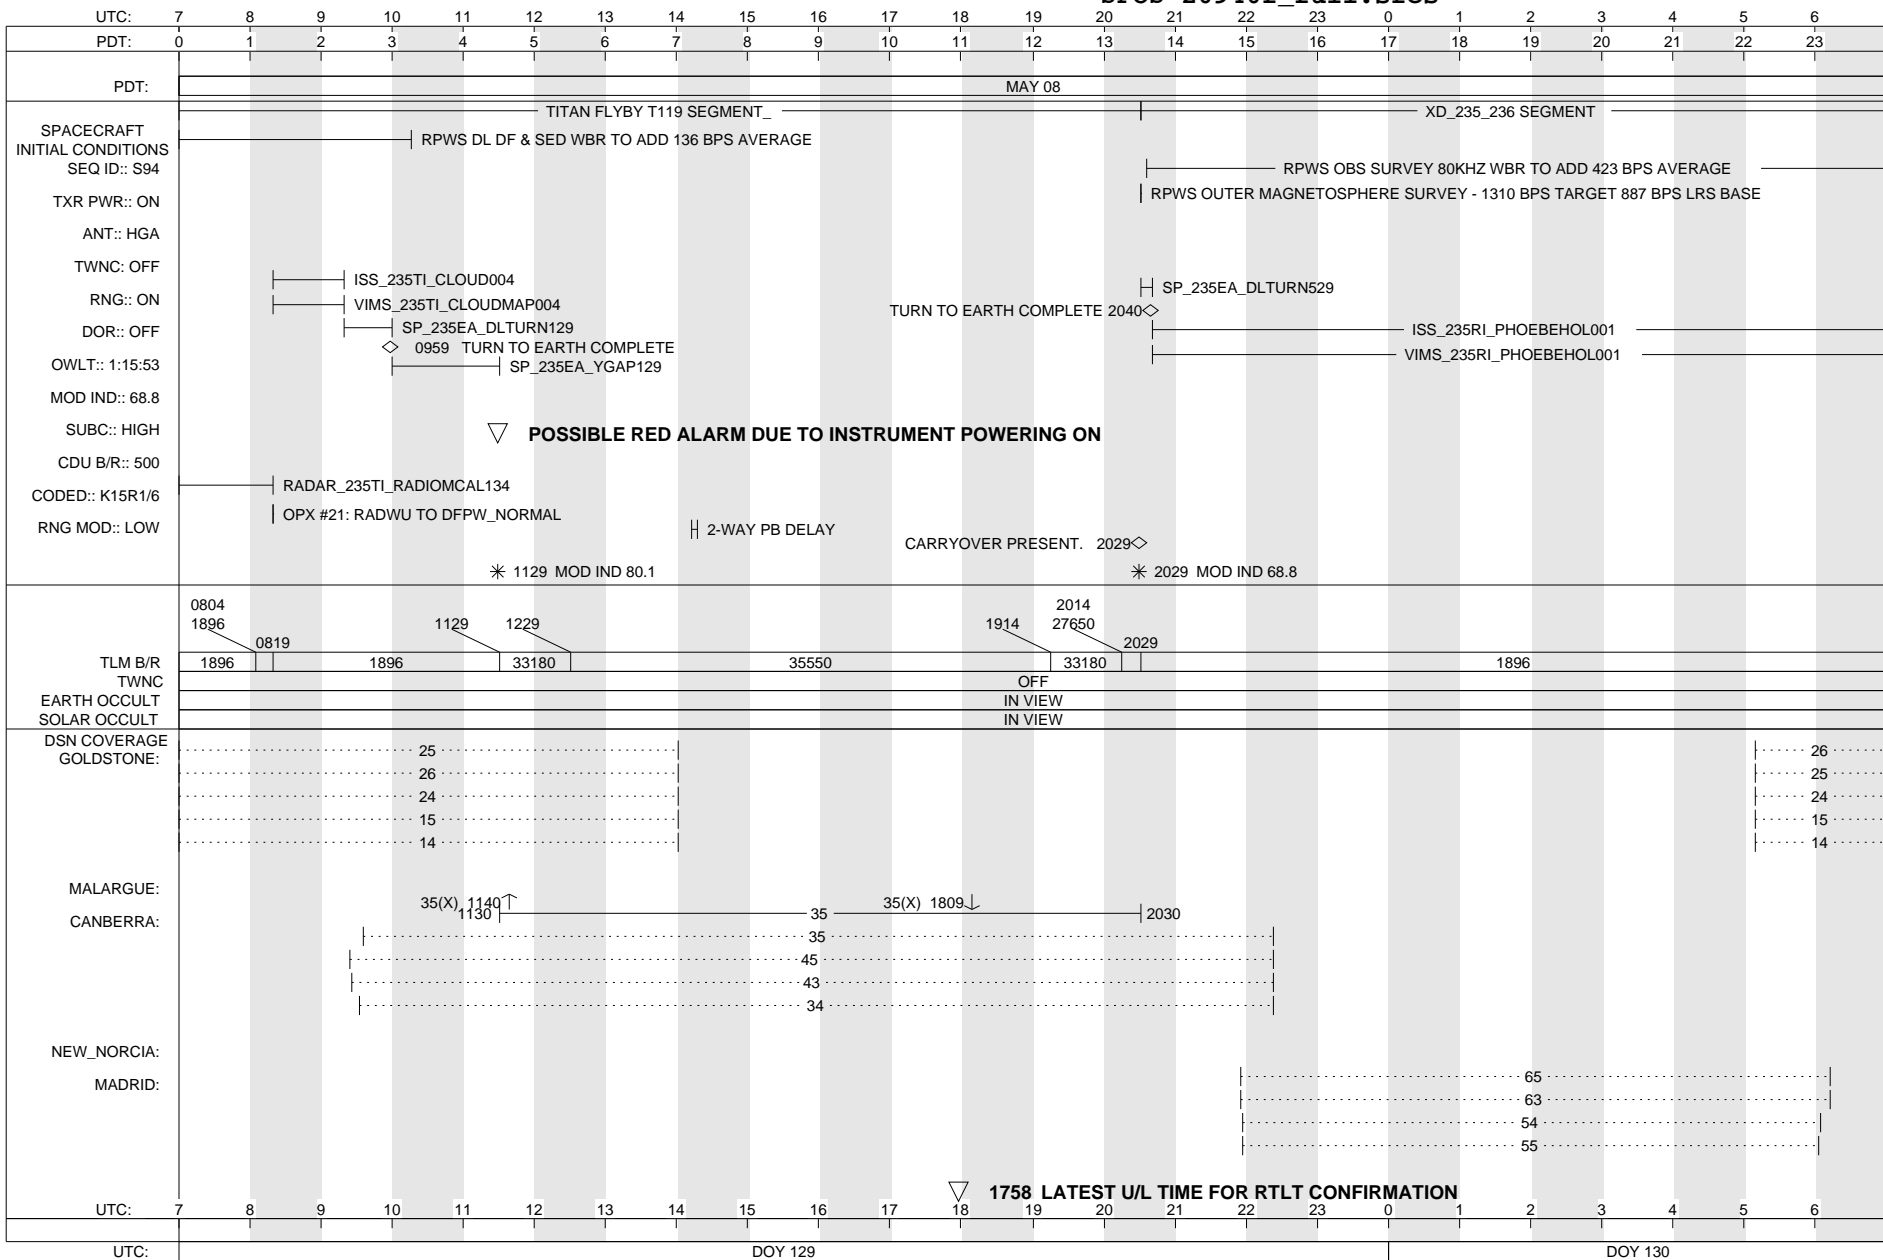 UTC: 7 8 9 10 11 12 13 14 15 16 17 18 19 20 21 22 23 0 1 2 3 4 5 6
PDT: 0 1 2 3 4 5 6 7 8 9 10 11 12 13 14 15 16 17 18 19 20 21 22 23
PDT: MAY 08
TITAN FLYBY T119 SEGMENT_ XD_235_236 SEGMENT
SPACECRAFT
INITIAL CONDITIONS
RPWS DL DF & SED WBR TO ADD 136 BPS AVERAGE
SEQ ID:: S94
RPWS OBS SURVEY 80KHZ WBR TO ADD 423 BPS AVERAGE
RPWS OUTER MAGNETOSPHERE SURVEY - 1310 BPS TARGET 887 BPS LRS BASE
TXR PWR:: ON
ANT:: HGA
TWNC: OFF
ISS_235TI_CLOUD004
SP_235EA_DLTURN529
RNG:: ON
VIMS_235TI_CLOUDMAP004
TURN TO EARTH COMPLETE 2040
DOR:: OFF
SP_235EA_DLTURN129
ISS_235RI_PHOEBEHOL001
0959 TURN TO EARTH COMPLETE
VIMS_235RI_PHOEBEHOL001
OWLT:: 1:15:53
SP_235EA_YGAP129
MOD IND:: 68.8
SUBC:: HIGH
POSSIBLE RED ALARM DUE TO INSTRUMENT POWERING ON
CDU B/R:: 500
RADAR_235TI_RADIOMCAL134
CODED:: K15R1/6
OPX #21: RADWU TO DFPW_NORMAL
RNG MOD:: LOW
2-WAY PB DELAY
CARRYOVER PRESENT. 2029
1129 MOD IND 80.1 2029 MOD IND 68.8
0804 2014
1896 1129 1229 1914 27650
0819 2029
TLM B/R 1896 1896 33180 35550 33180 1896
TWNC OFF
EARTH OCCULT IN VIEW
SOLAR OCCULT IN VIEW
DSN COVERAGE
GOLDSTONE:
25 26
26 25
24 24
15 15
14 14
MALARGUE:
35(X) 1140 35(X) 1809
CANBERRA:
1130 35 2030
35
45
43
34
NEW_NORCIA:
MADRID:
65
63
54
55
1758 LATEST U/L TIME FOR RTLT CONFIRMATION
UTC: 7 8 9 10 11 12 13 14 15 16 17 18 19 20 21 22 23 0 1 2 3 4 5 6
UTC: DOY 129 DOY 130